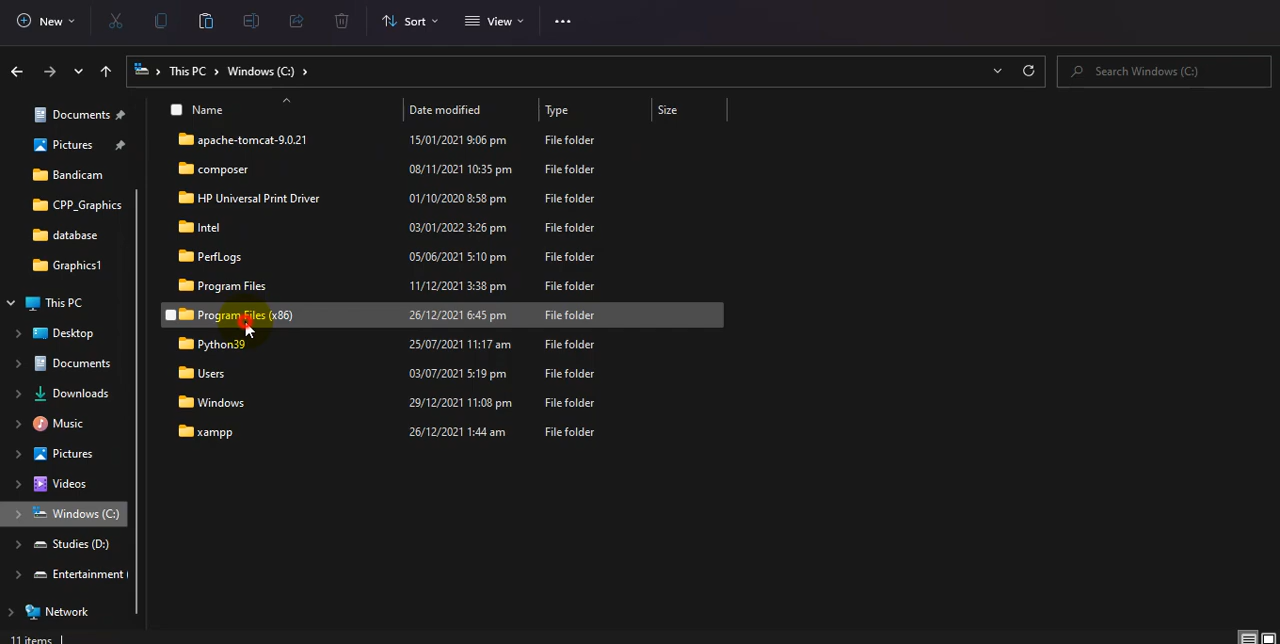 New Sort View
This PC Windows (C:) Search Windows (C:)
Name Date modified Type Size
Documents
Pictures
Bandicam
CPP_Graphics
database
Graphics1
This PC
Desktop
Documents
Downloads
Music
Pictures
Videos
Windows (C:)
Studies (D:)
Entertainment (
Network
apache-tomcat-9.0.21 15/01/2021 9:06 pm File folder
composer 08/11/2021 10:35 pm File folder
HP Universal Print Driver 01/10/2020 8:58 pm File folder
Intel 03/01/2022 3:26 pm File folder
PerfLogs 05/06/2021 5:10 pm File folder
Program Files 11/12/2021 3:38 pm File folder
Program Files (x86) 26/12/2021 6:45 pm File folder
Python39 25/07/2021 11:17 am File folder
Users 03/07/2021 5:19 pm File folder
Windows 29/12/2021 11:08 pm File folder
xampp 26/12/2021 1:44 am File folder
11 items